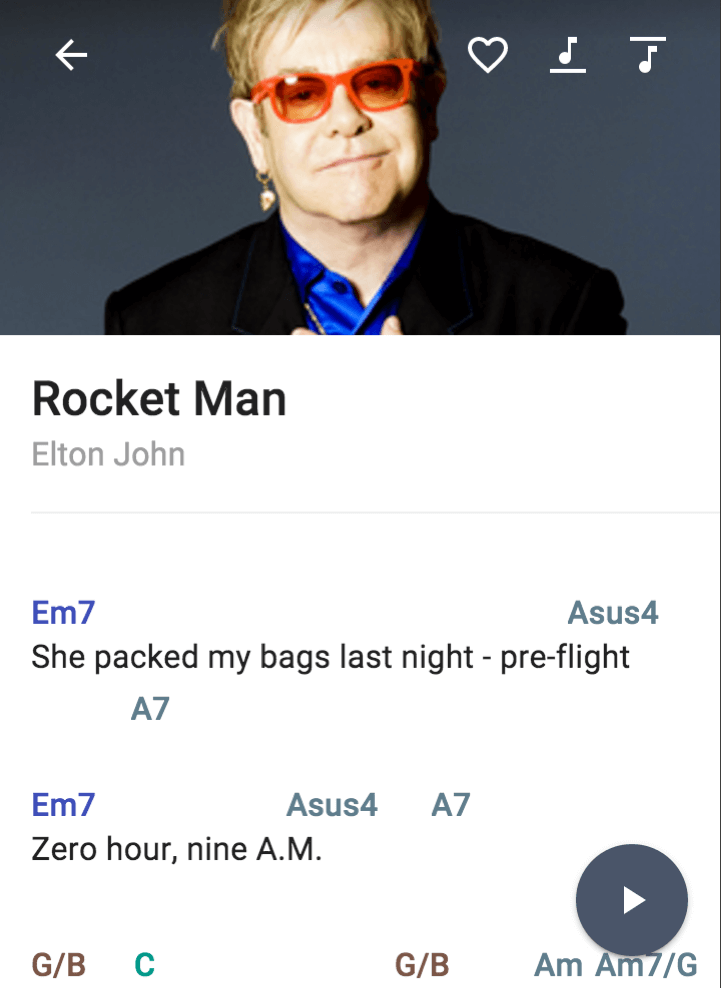 Rocket Man
Elton John
Em7 Asus4
She packed my bags last night - pre-flight
A7
Em7 Asus4 A7
Zero hour, nine A.M.
G/B C G/B Am Am7/G